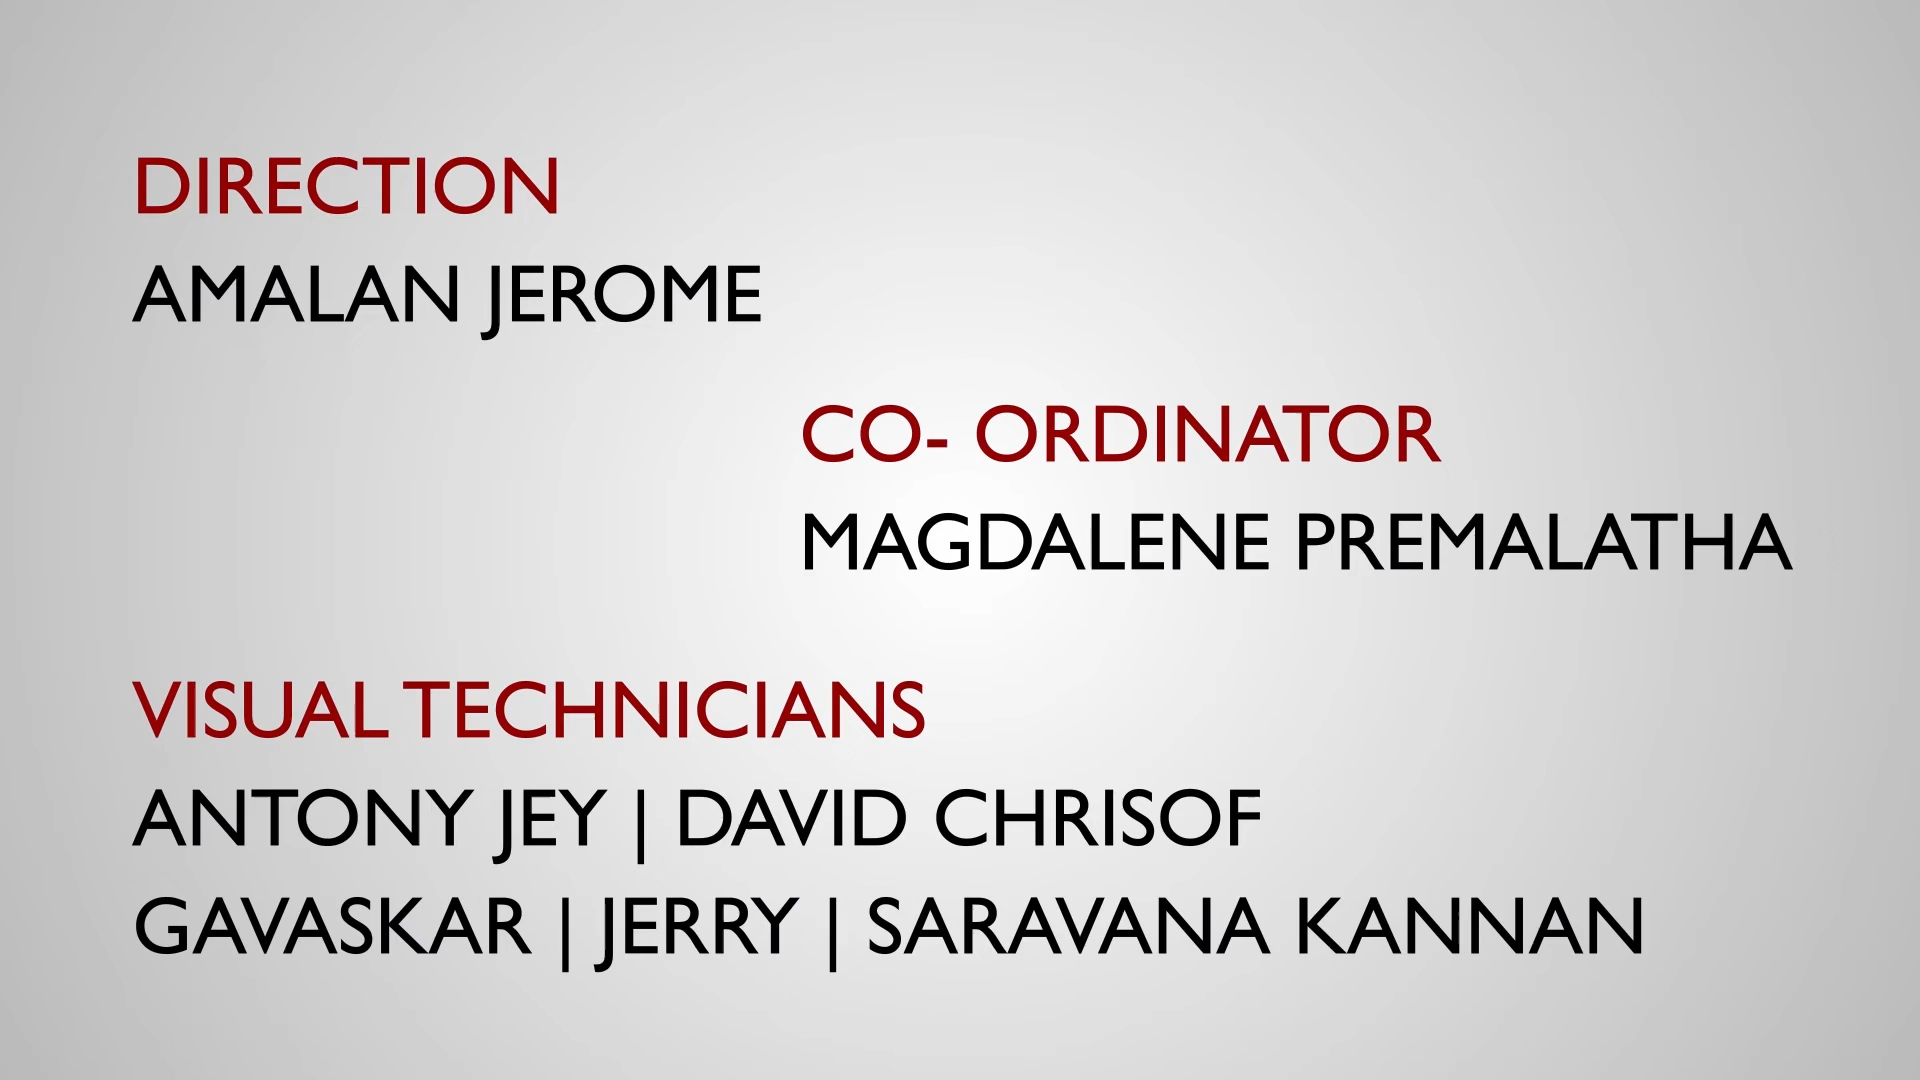 DIRECTION
AMALAN JEROME
CO- ORDINATOR
MAGDALENE PREMALATHA
VISUAL TECHNICIANS
ANTONY JEY | DAVID CHRISOF
GAVASKAR | JERRY | SARAVANA KANNAN